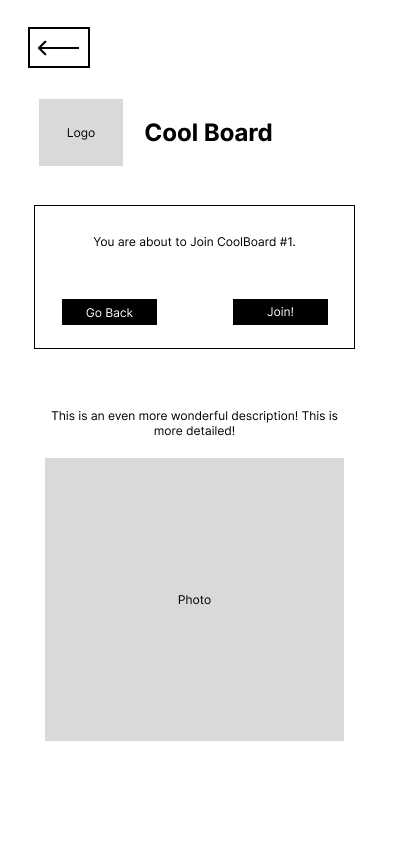 Logo
Cool Board
You are about to Join CoolBoard #1.
Go Back
Join!
This is an even more wonderful description! This is
more detailed!
Photo